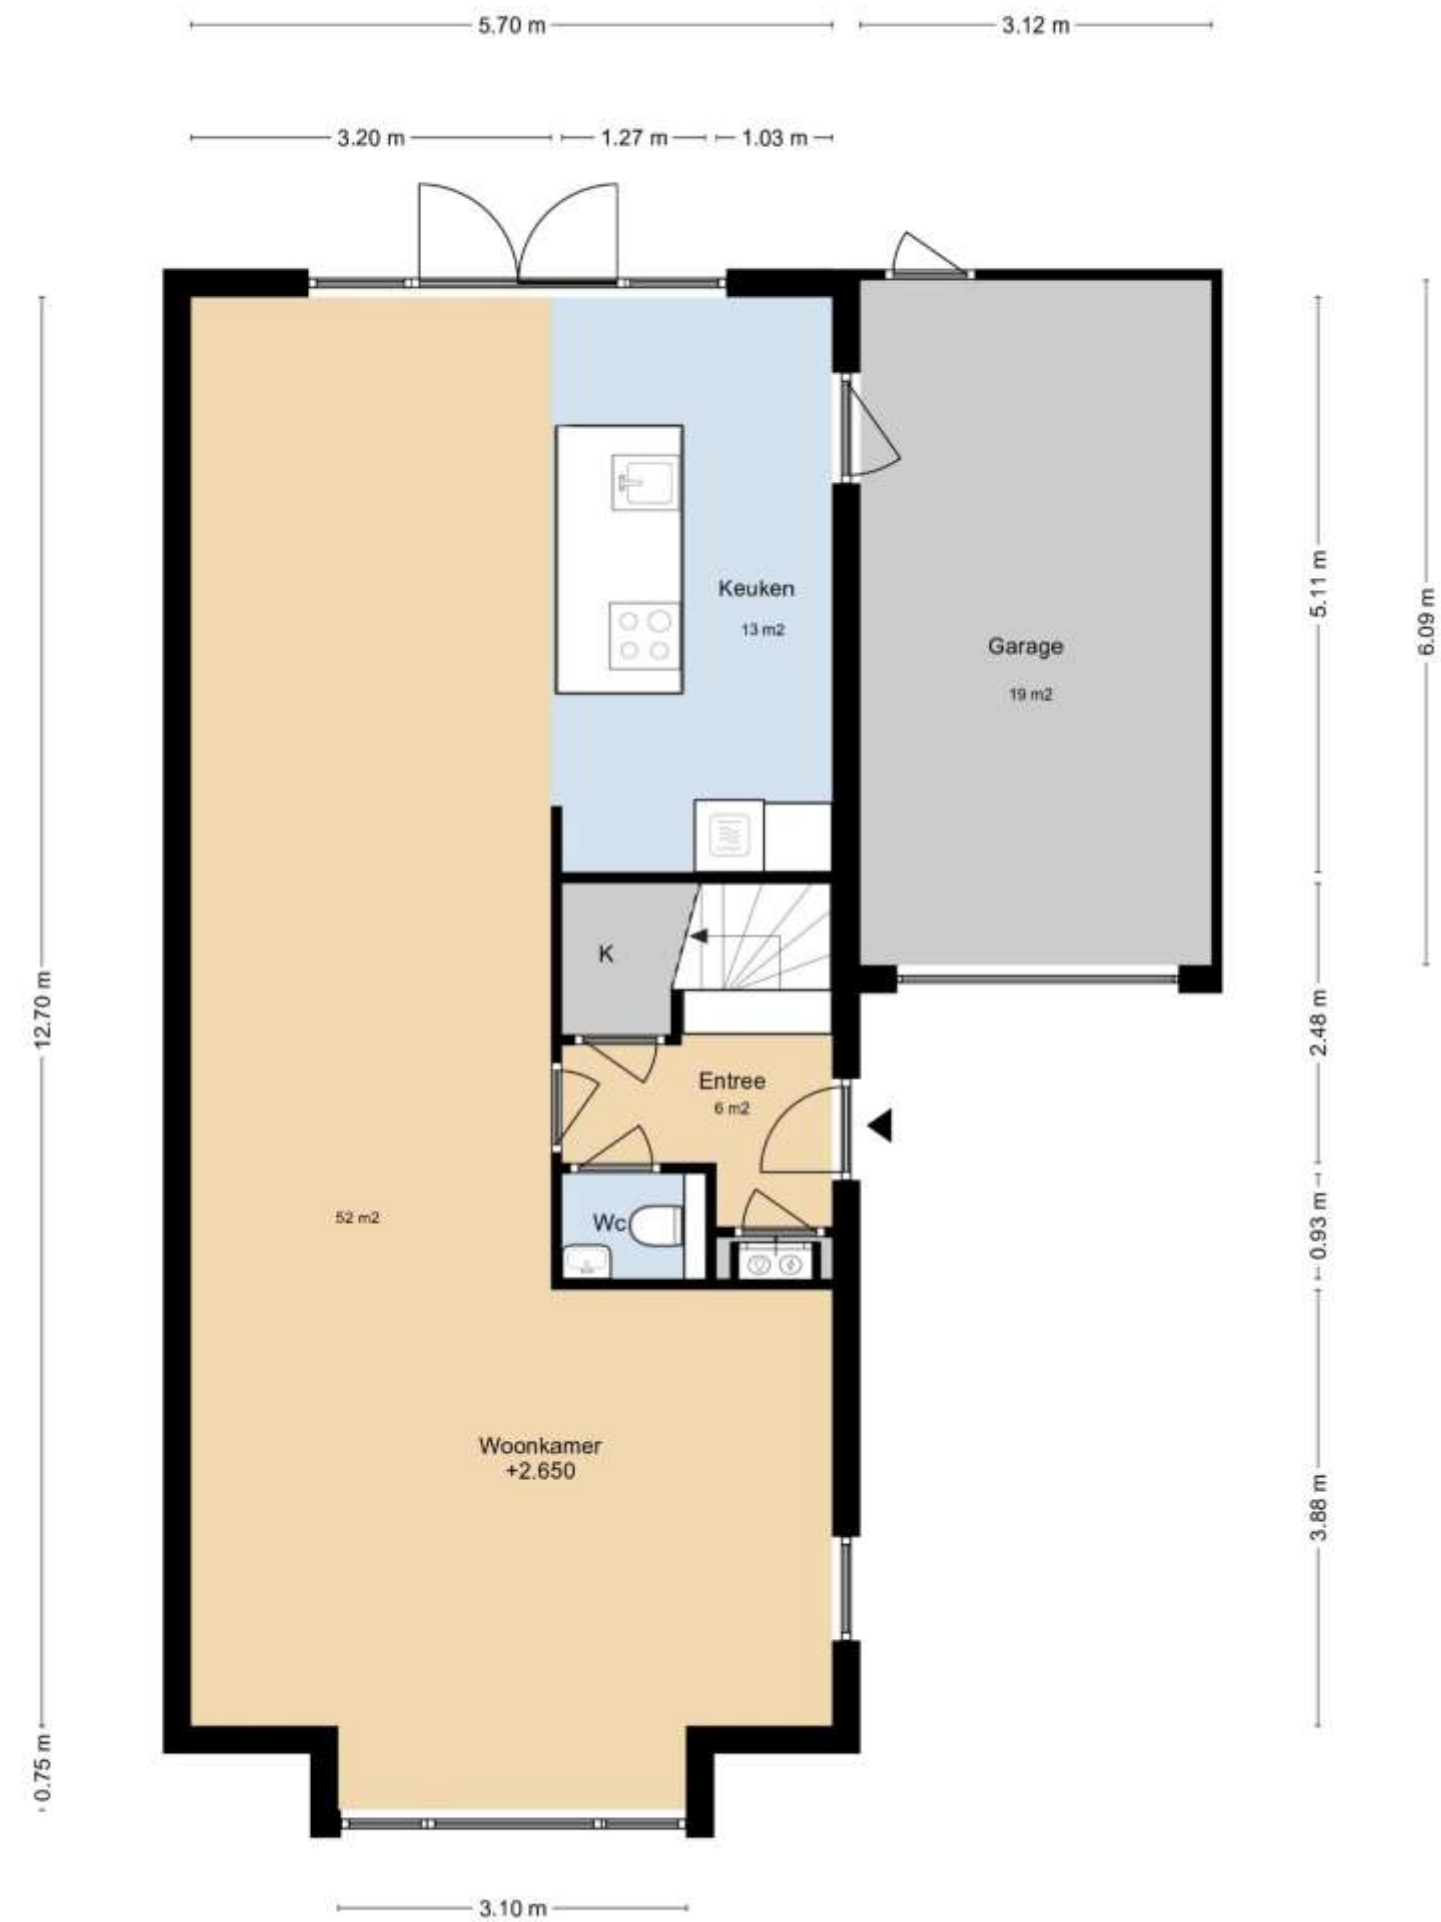 5.70 m
3.12 m
3.20 m
1.27 m
1.03 m
Keuken
13 m2
Garage
19 m2
5.11 m
6.09 m
K
12.70 m
2.48 m
Entree
6 m2
52 m2
Wc
0.93 m
Woonkamer
+2.650
3.88 m
0.75 m
3.10 m